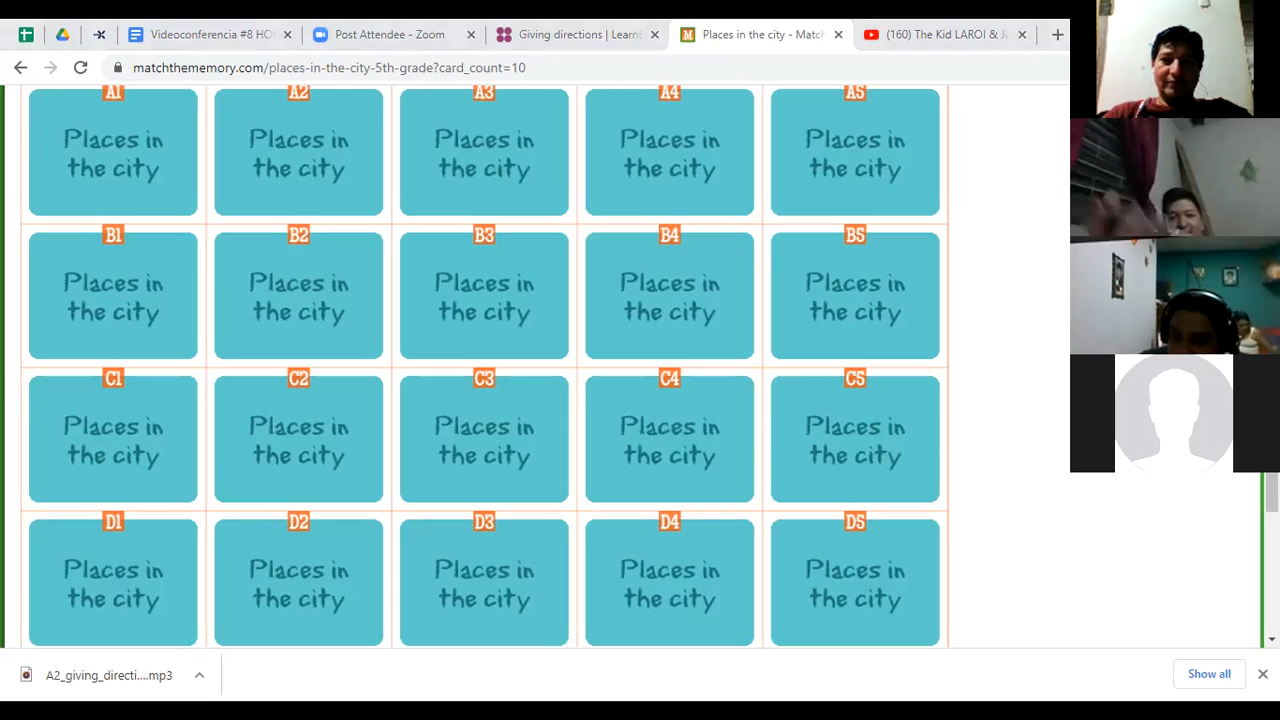 Videoconferencia #8 HO
Post Attendee - Zoom
Giving directions | Learn
Places in the city - Matc
(160) The Kid LAROI & J
matchthememory.com/places-in-the-city-5th-grade?card_count=10
A1 A2 A3 A4 A5
Places in Places in Places in Places in Places in
the city the city the city the city the city
B1 B2 B3 B4 B5
Places in Places in Places in Places in Places in
the city the city the city the city the city
C1 C2 C3 C4 C5
Places in Places in Places in Places in Places in
the city the city the city the city the city
D1 D2 D3 D4 D5
Places in Places in Places in Places in Places in
the city the city the city the city the city
A2_giving_directi....mp3
Show all